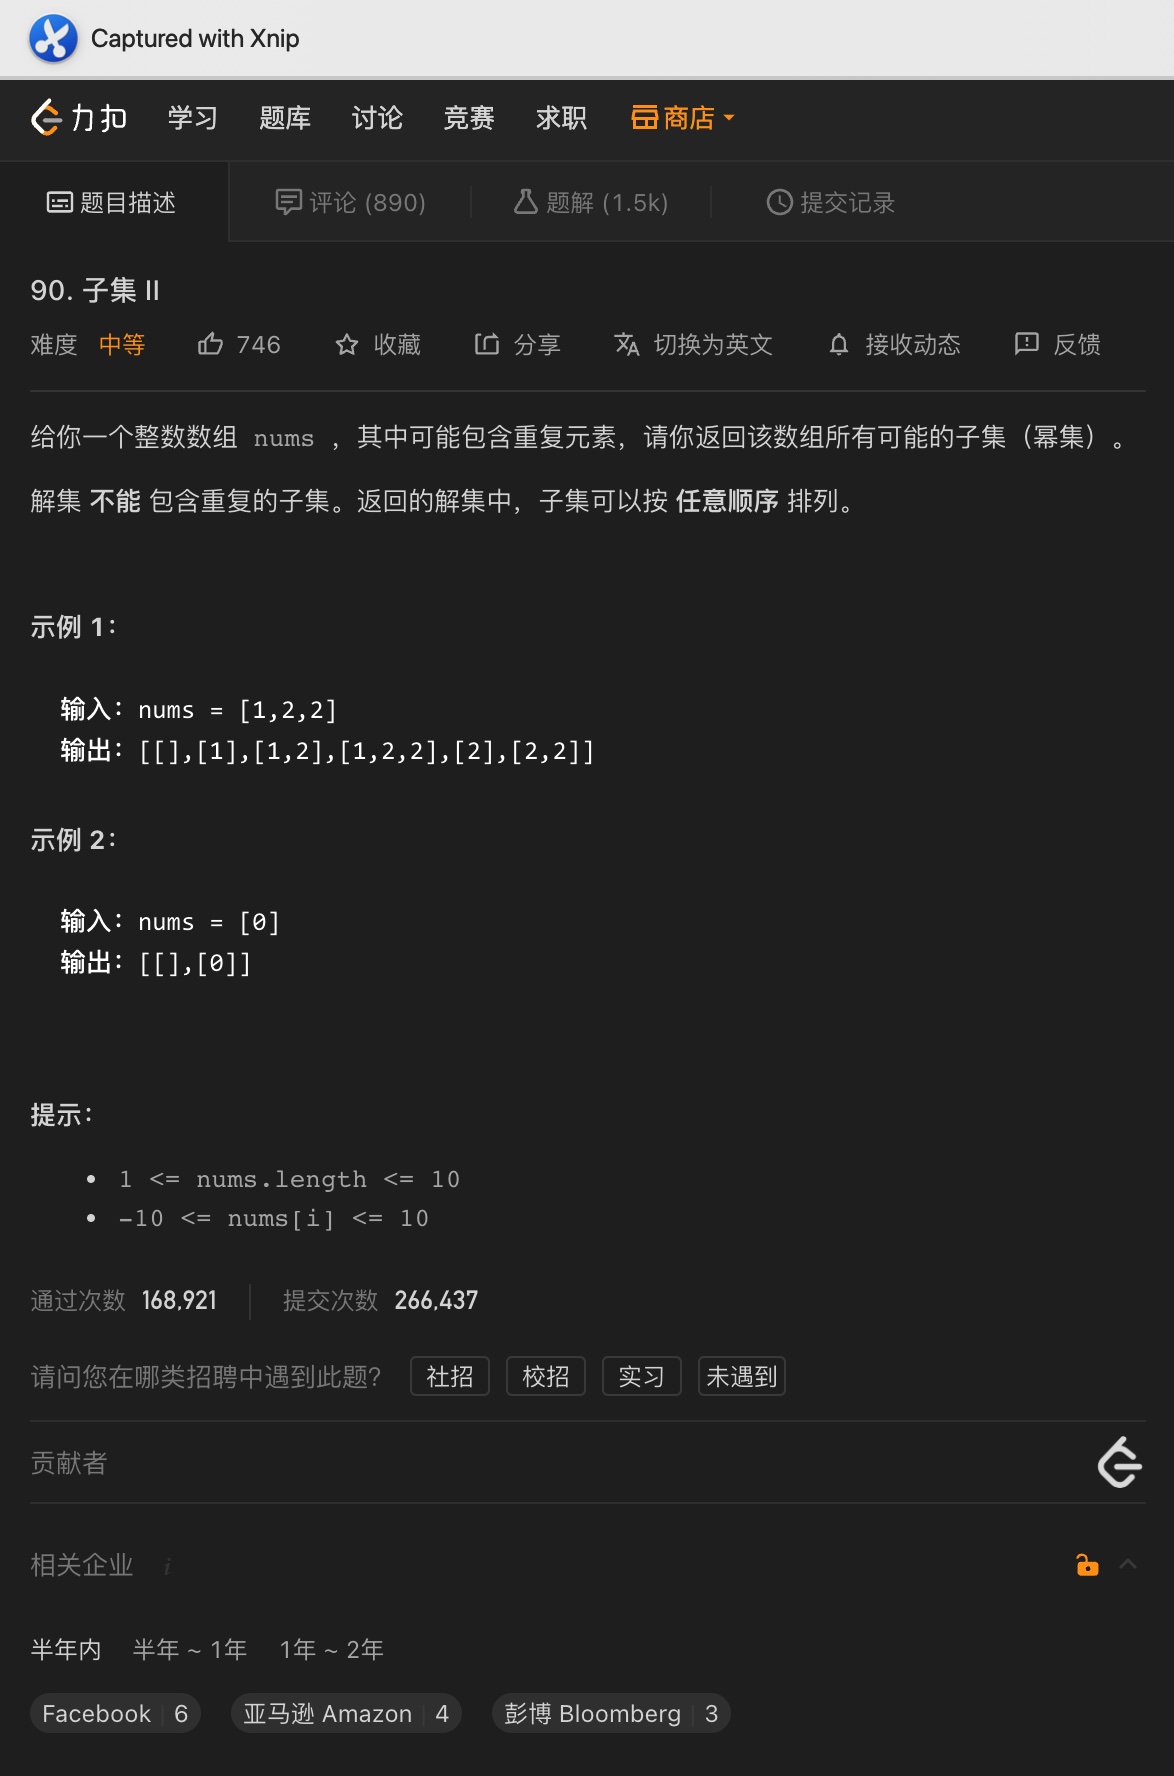 Captured with Xnip
力扣 学习 题库 讨论 竞赛 求职 商店
题目描述 评论 (890) 题解 (1.5k) 提交记录
90. 子集 II
难度 中等 746 收藏 分享 切换为英文 接收动态 反馈
给你一个整数数组 nums ，其中可能包含重复元素，请你返回该数组所有可能的子集（幂集）。
解集 不能 包含重复的子集。返回的解集中，子集可以按 任意顺序 排列。
示例 1：
输入：nums = [1,2,2]
输出：[[],[1],[1,2],[1,2,2],[2],[2,2]]
示例 2：
输入：nums = [0]
输出：[[],[0]]
提示：
• 1 <= nums.length <= 10
• -10 <= nums[i] <= 10
通过次数 168,921 提交次数 266,437
请问您在哪类招聘中遇到此题? 社招 校招 实习 未遇到
贡献者
相关企业 i
半年内 半年 ~ 1年 1年 ~ 2年
Facebook 6 亚马逊 Amazon 4 彭博 Bloomberg 3